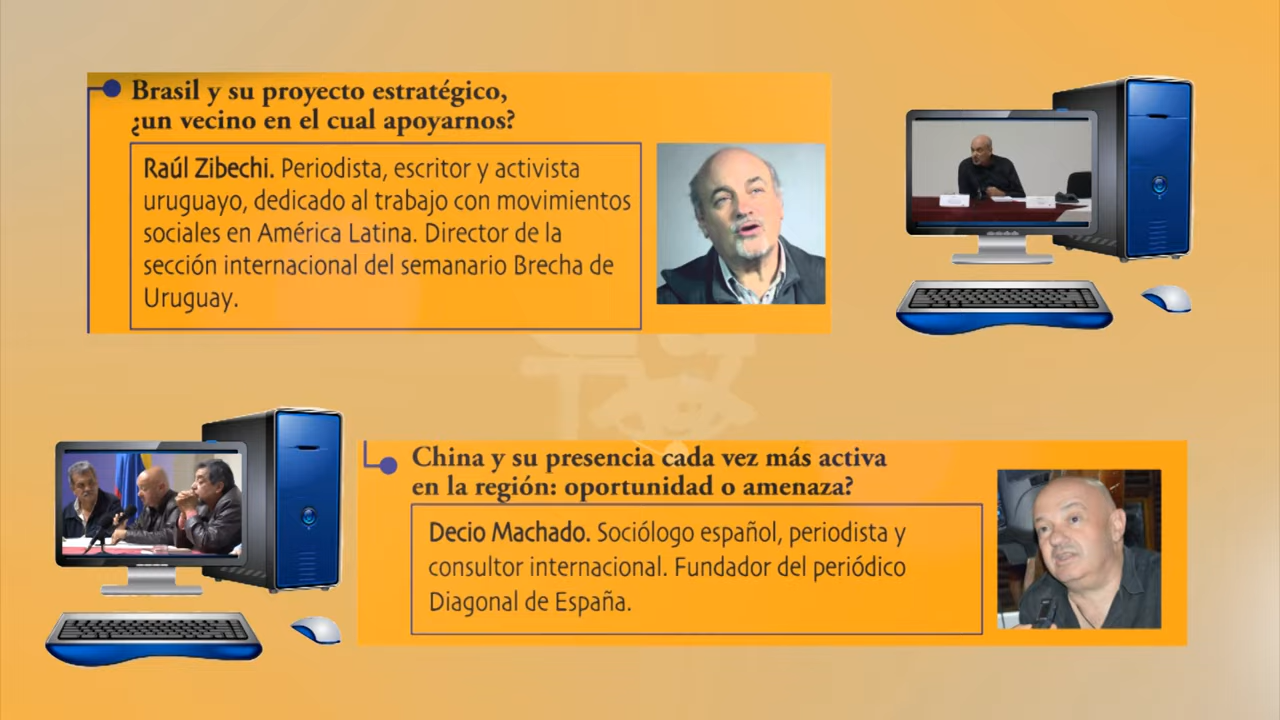 Brasil y su proyecto estratégico,
¿un vecino en el cual apoyarnos?
Raúl Zibechi. Periodista, escritor y activista
uruguayo, dedicado al trabajo con movimientos
sociales en América Latina. Director de la
sección internacional del semanario Brecha de
Uruguay.
China y su presencia cada vez más activa
en la región: oportunidad o amenaza?
Decio Machado. Sociólogo español, periodista y
consultor internacional. Fundador del periódico
Diagonal de España.